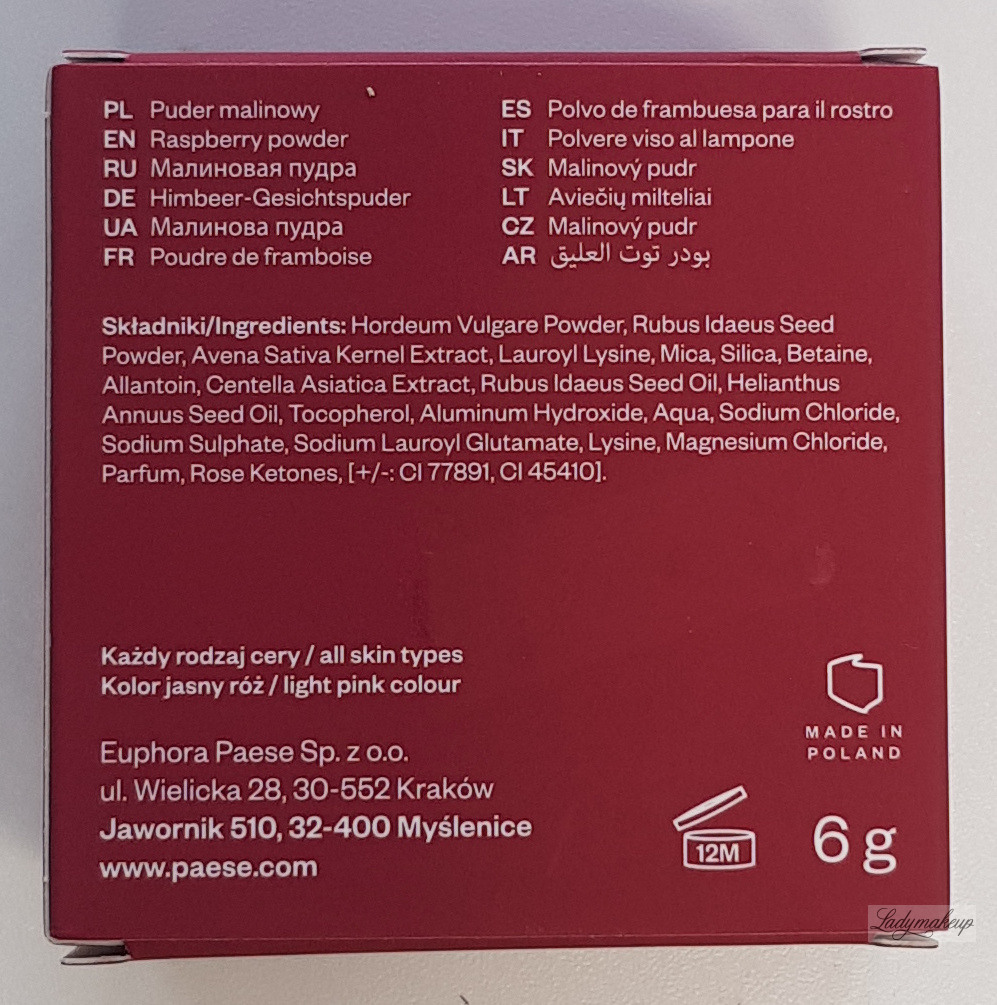 PL Puder malinowy
EN Raspberry powder
RU Малиновая пудра
DE Himbeer-Gesichtspuder
UA Малинова пудра
FR Poudre de framboise
ES Polvo de frambuesa para il rostro
IT Polvere viso al lampone
SK Malinový pudr
LT Aviečių milteliai
CZ Malinový pudr
AR بودر توت العليق
Składniki/Ingredients: Hordeum Vulgare Powder, Rubus Idaeus Seed
Powder, Avena Sativa Kernel Extract, Lauroyl Lysine, Mica, Silica, Betaine,
Allantoin, Centella Asiatica Extract, Rubus Idaeus Seed Oil, Helianthus
Annuus Seed Oil, Tocopherol, Aluminum Hydroxide, Aqua, Sodium Chloride,
Sodium Sulphate, Sodium Lauroyl Glutamate, Lysine, Magnesium Chloride,
Parfum, Rose Ketones, [+/-: CI 77891, CI 45410].
Każdy rodzaj cery / all skin types
Kolor jasny róż / light pink colour
Euphora Paese Sp. z o.o.
ul. Wielicka 28, 30-552 Kraków
Jawornik 510, 32-400 Myślenice
www.paese.com
MADE IN
POLAND
12M
6 g
Ladymakeup